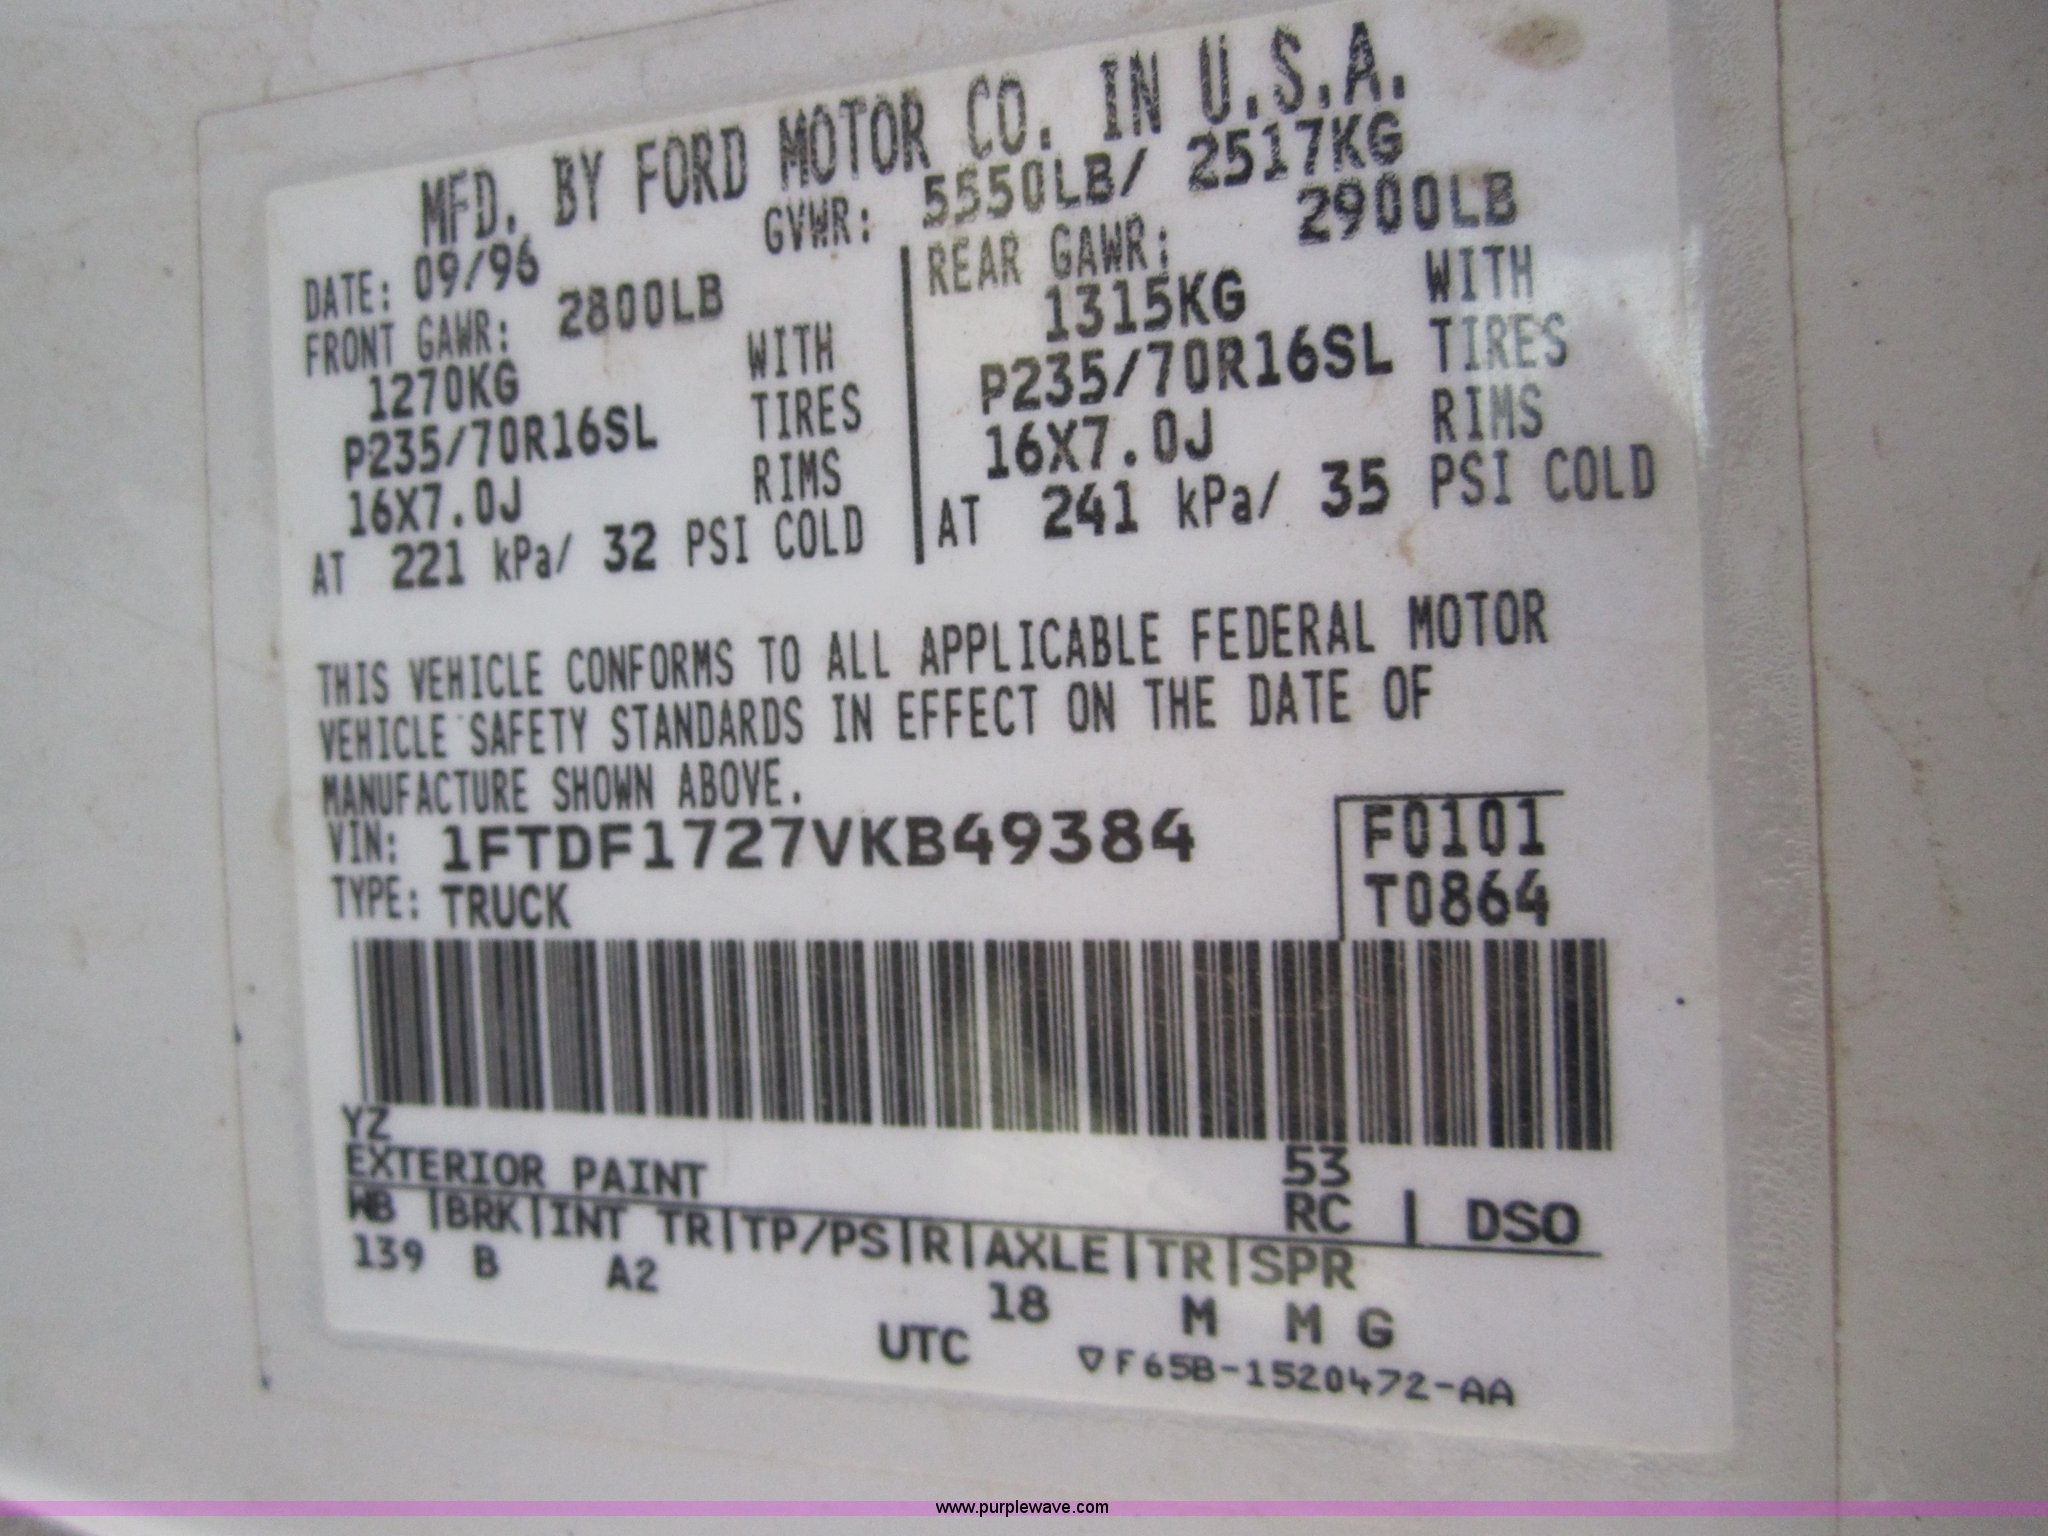 MFD. BY FORD MOTOR CO. IN U.S.A.
DATE: 09/96 GVWR: 5550LB/ 2517KG
FRONT GAWR: 2800LB
1270KG WITH
P235/70R16SL TIRES
16X7.0J RIMS
AT 221 kPa/ 32 PSI COLD
REAR GAWR: 2900LB
1315KG WITH
P235/70R16SL TIRES
16X7.0J RIMS
AT 241 kPa/ 35 PSI COLD
THIS VEHICLE CONFORMS TO ALL APPLICABLE FEDERAL MOTOR
VEHICLE SAFETY STANDARDS IN EFFECT ON THE DATE OF
MANUFACTURE SHOWN ABOVE.
VIN: 1FTDF1727VKB49384
TYPE: TRUCK
F0101
T0864
YZ 53
EXTERIOR PAINT RC | DSO
WB |BRK|INT TR|TP/PS|R|AXLE|TR|SPR
139 B A2 18 M M G
UTC ▽F65B-1520472-AA
www.purplewave.com